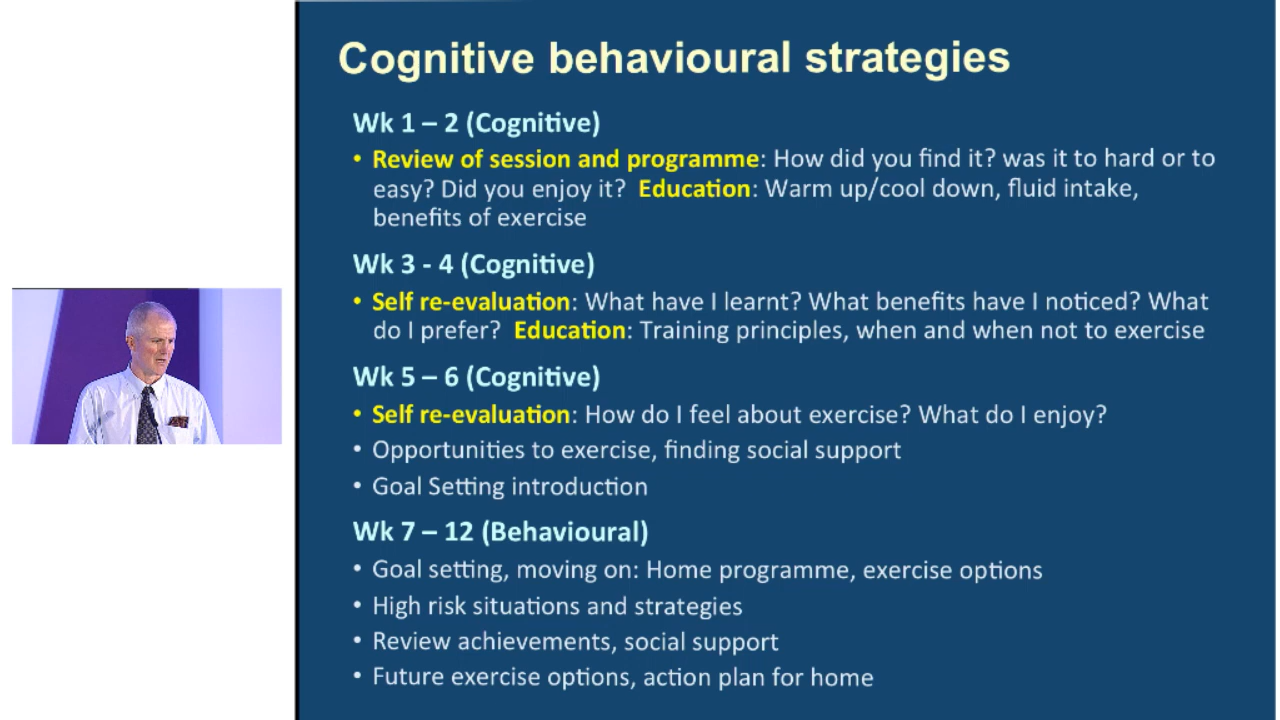 Cognitive behavioural strategies
Wk 1 – 2 (Cognitive)
• Review of session and programme: How did you find it? was it to hard or to
easy? Did you enjoy it? Education: Warm up/cool down, fluid intake,
benefits of exercise
Wk 3 - 4 (Cognitive)
• Self re-evaluation: What have I learnt? What benefits have I noticed? What
do I prefer? Education: Training principles, when and when not to exercise
Wk 5 – 6 (Cognitive)
• Self re-evaluation: How do I feel about exercise? What do I enjoy?
• Opportunities to exercise, finding social support
• Goal Setting introduction
Wk 7 – 12 (Behavioural)
• Goal setting, moving on: Home programme, exercise options
• High risk situations and strategies
• Review achievements, social support
• Future exercise options, action plan for home